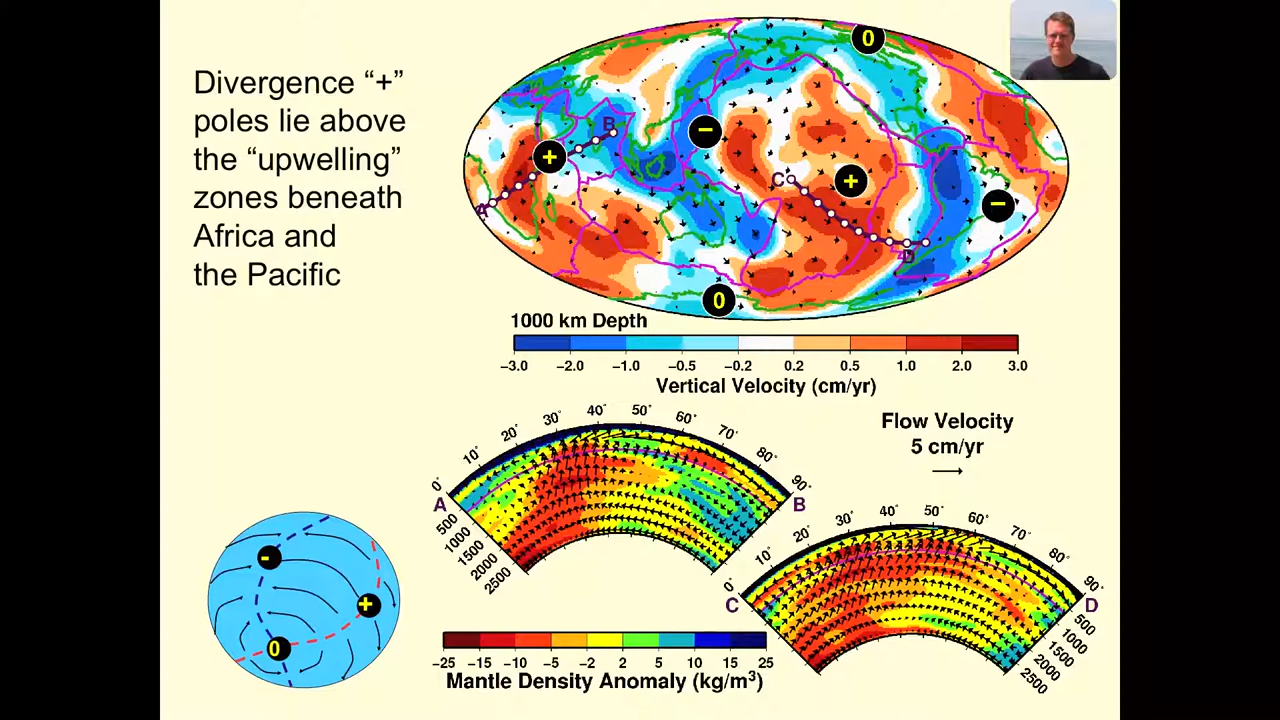 Divergence “+”
poles lie above
the “upwelling”
zones beneath
Africa and
the Pacific
0
B
−
+
C
+
−
A
D
0
1000 km Depth
−3.0 −2.0 −1.0 −0.5 −0.2 0.2 0.5 1.0 2.0 3.0
Vertical Velocity (cm/yr)
Flow Velocity
5 cm/yr
0° 10° 20° 30° 40° 50° 60° 70° 80° 90°
A B
500
1000
1500
2000
2500
0° 10° 20° 30° 40° 50° 60° 70° 80° 90°
C D
500
1000
1500
2000
2500
-
+
0
−25 −15 −10 −5 −2 2 5 10 15 25
Mantle Density Anomaly (kg/m³)